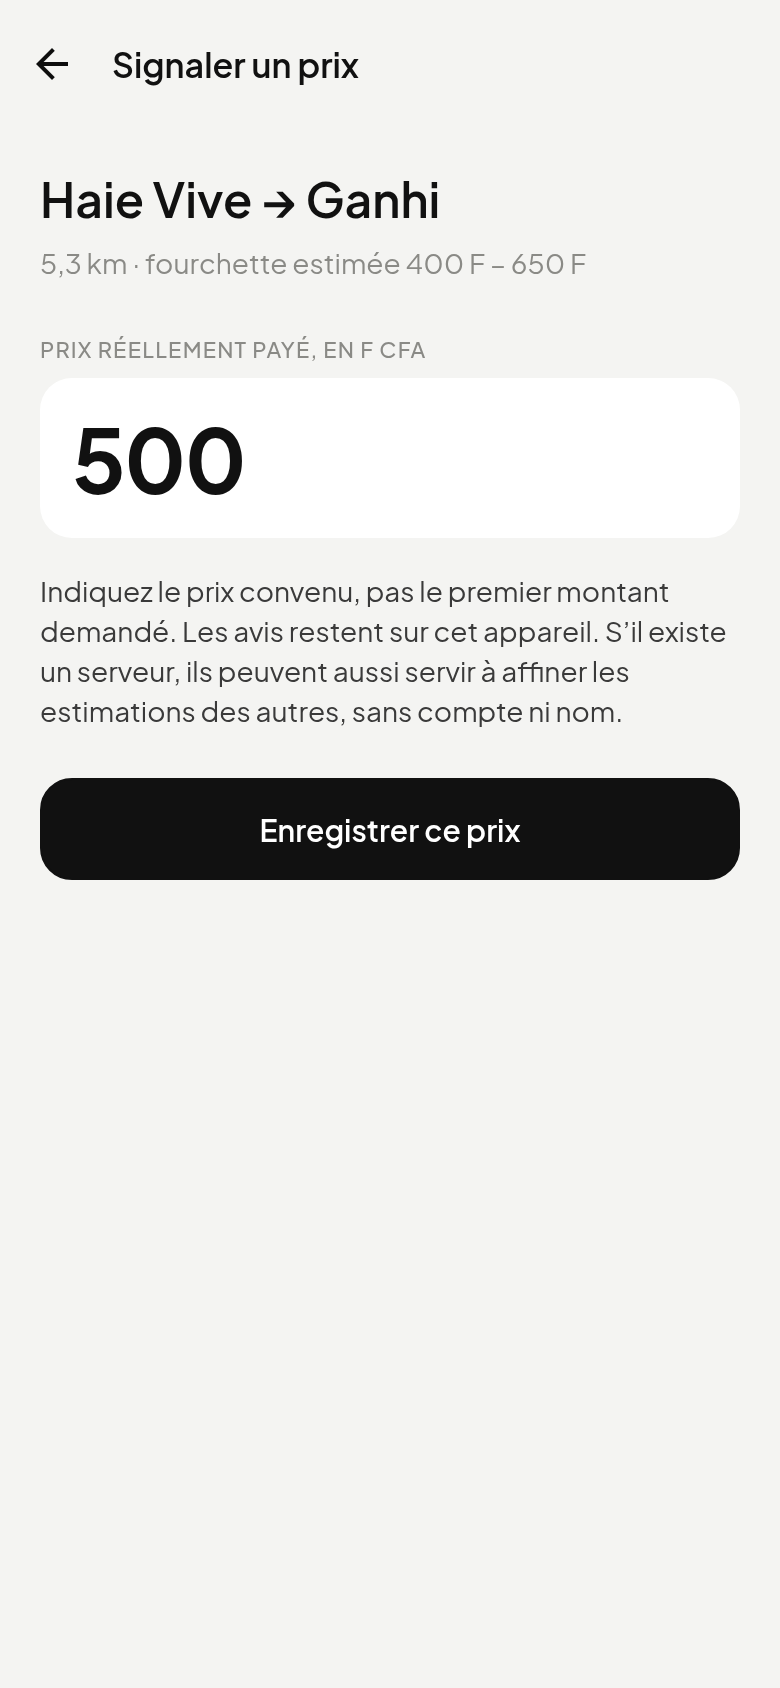 Signaler un prix
Haie Vive → Ganhi
5,3 km · fourchette estimée 400 F – 650 F
PRIX RÉELLEMENT PAYÉ, EN F CFA
500
Indiquez le prix convenu, pas le premier montant
demandé. Les avis restent sur cet appareil. S’il existe
un serveur, ils peuvent aussi servir à affiner les
estimations des autres, sans compte ni nom.
Enregistrer ce prix